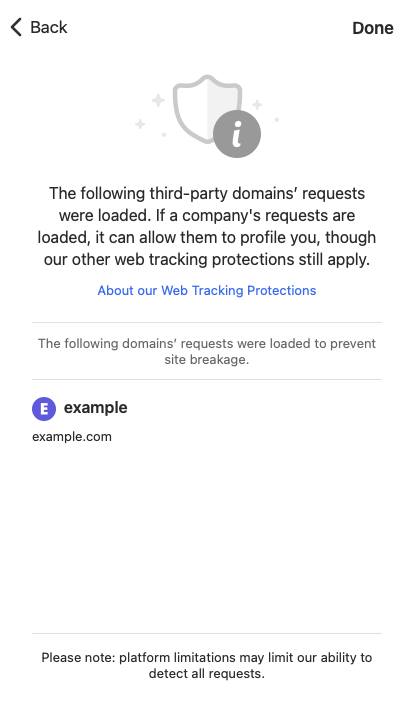 Back
Done
i
The following third-party domains’ requests
were loaded. If a company's requests are
loaded, it can allow them to profile you, though
our other web tracking protections still apply.
About our Web Tracking Protections
The following domains’ requests were loaded to prevent
site breakage.
E example
example.com
Please note: platform limitations may limit our ability to
detect all requests.